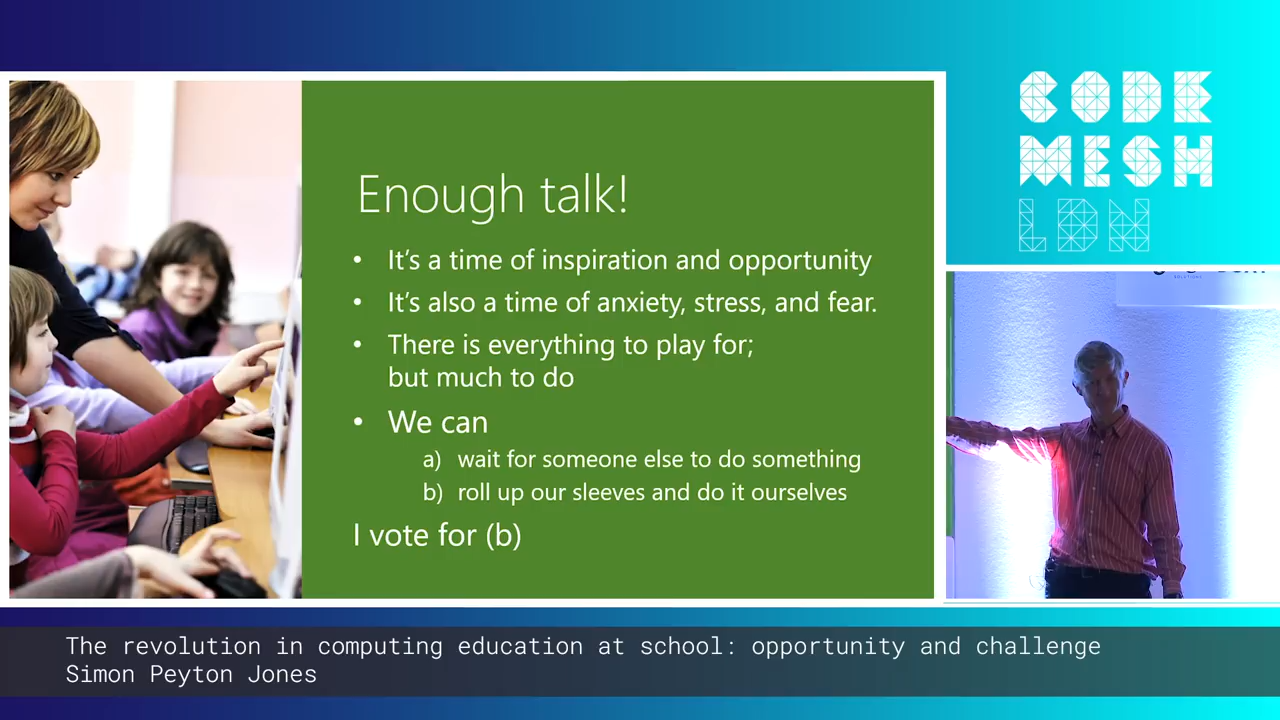 Enough talk!
• It's a time of inspiration and opportunity
• It's also a time of anxiety, stress, and fear.
• There is everything to play for;
but much to do
• We can
a) wait for someone else to do something
b) roll up our sleeves and do it ourselves
I vote for (b)
CODE
MESH
LDN
SOLUTIONS
The revolution in computing education at school: opportunity and challenge
Simon Peyton Jones